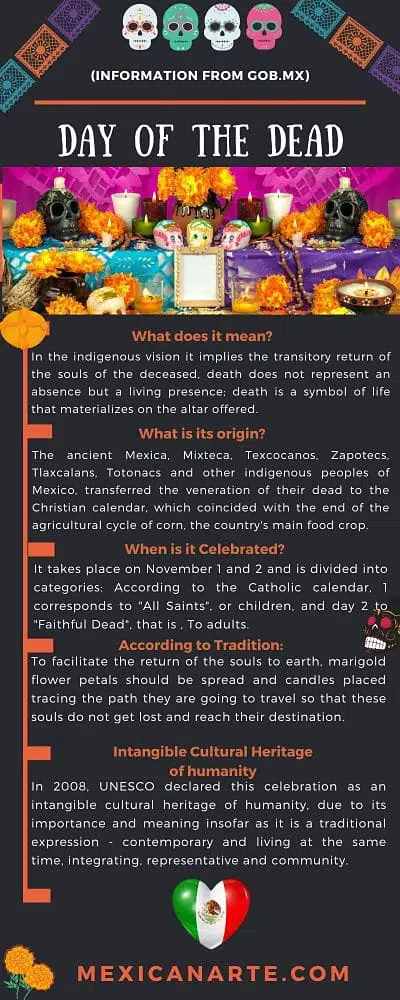 (INFORMATION FROM GOB.MX)
DAY OF THE DEAD
What does it mean?
In the indigenous vision it implies the transitory return of
the souls of the deceased, death does not represent an
absence but a living presence; death is a symbol of life
that materializes on the altar offered.
What is its origin?
The ancient Mexica, Mixteca, Texcocanos, Zapotecs,
Tlaxcalans, Totonacs and other indigenous peoples of
Mexico, transferred the veneration of their dead to the
Christian calendar, which coincided with the end of the
agricultural cycle of corn, the country's main food crop.
When is it Celebrated?
It takes place on November 1 and 2 and is divided into
categories: According to the Catholic calendar, 1
corresponds to "All Saints", or children, and day 2 to
"Faithful Dead", that is , To adults.
According to Tradition:
To facilitate the return of the souls to earth, marigold
flower petals should be spread and candles placed
tracing the path they are going to travel so that these
souls do not get lost and reach their destination.
Intangible Cultural Heritage
of humanity
In 2008, UNESCO declared this celebration as an
intangible cultural heritage of humanity, due to its
importance and meaning insofar as it is a traditional
expression - contemporary and living at the same
time, integrating, representative and community.
MEXICANARTE.COM